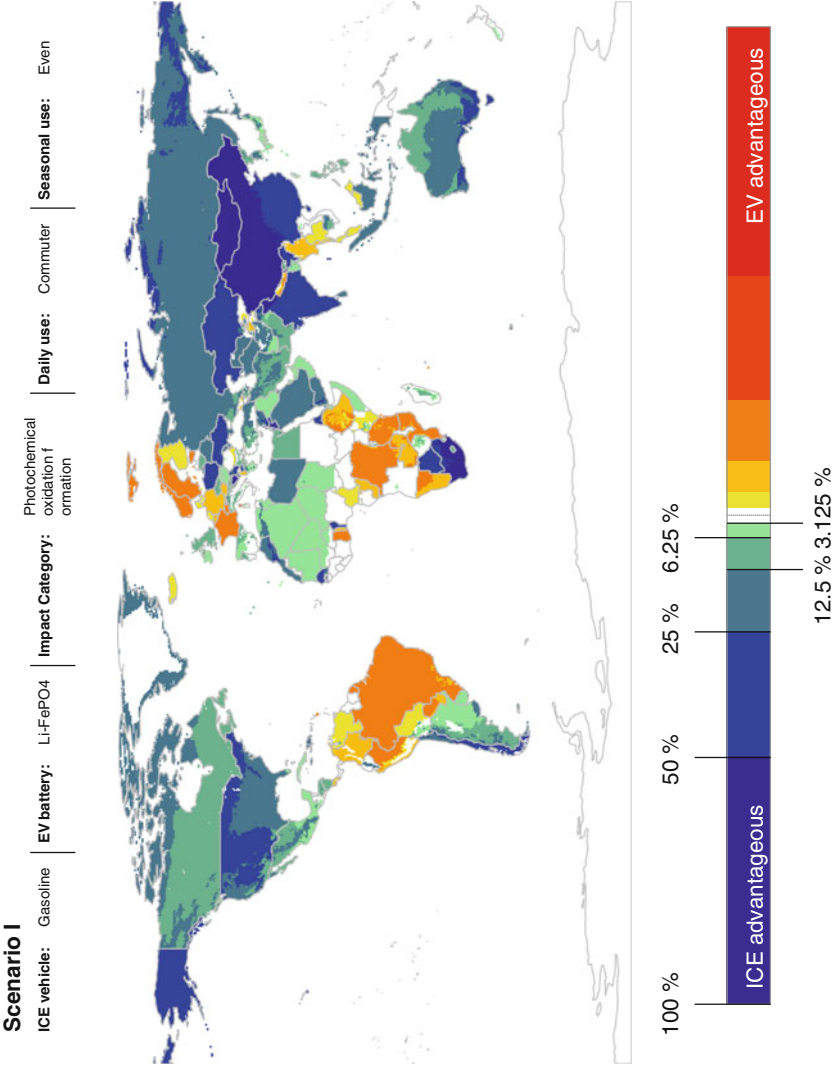 Scenario I
ICE vehicle: Gasoline
EV battery: Li-FePO4
Impact Category: Photochemical
oxidation f
ormation
Daily use: Commuter
Seasonal use: Even
100 %
50 %
25 %
12.5 %
6.25 %
3.125 %
ICE advantageous
EV advantageous